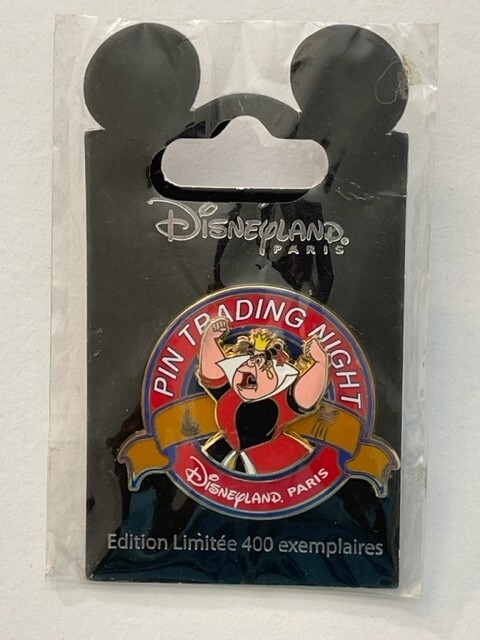 Disneyland
PARIS
PIN TRADING NIGHT
Disneyland PARIS
Edition Limitée 400 exemplaires